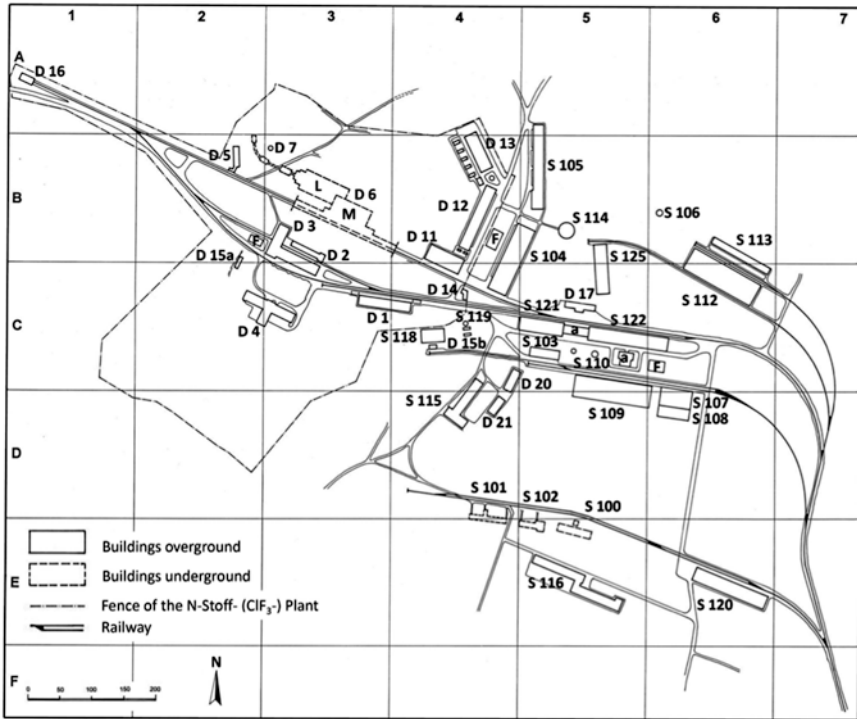 1 2 3 4 5 6 7
A
D 16
D 7
D 13
D 5
S 105
B
L
D 6
M
D 12
S 106
D 3
D 11
F
S 114
S 113
F
D 2
S 104
S 125
D 15a
S 112
D 14
D 17
S 121
S 122
C
D 4
D 1
S 119
a
S 118
D 15b
S 103
a
S 110
F
D 20
S 115
S 107
S 109
S 108
D 21
D
S 101
S 102
S 100
Buildings overground
Buildings underground
E
S 116
S 120
Fence of the N-Stoff- (ClF₃-) Plant
Railway
F
N
0 50 100 150 200